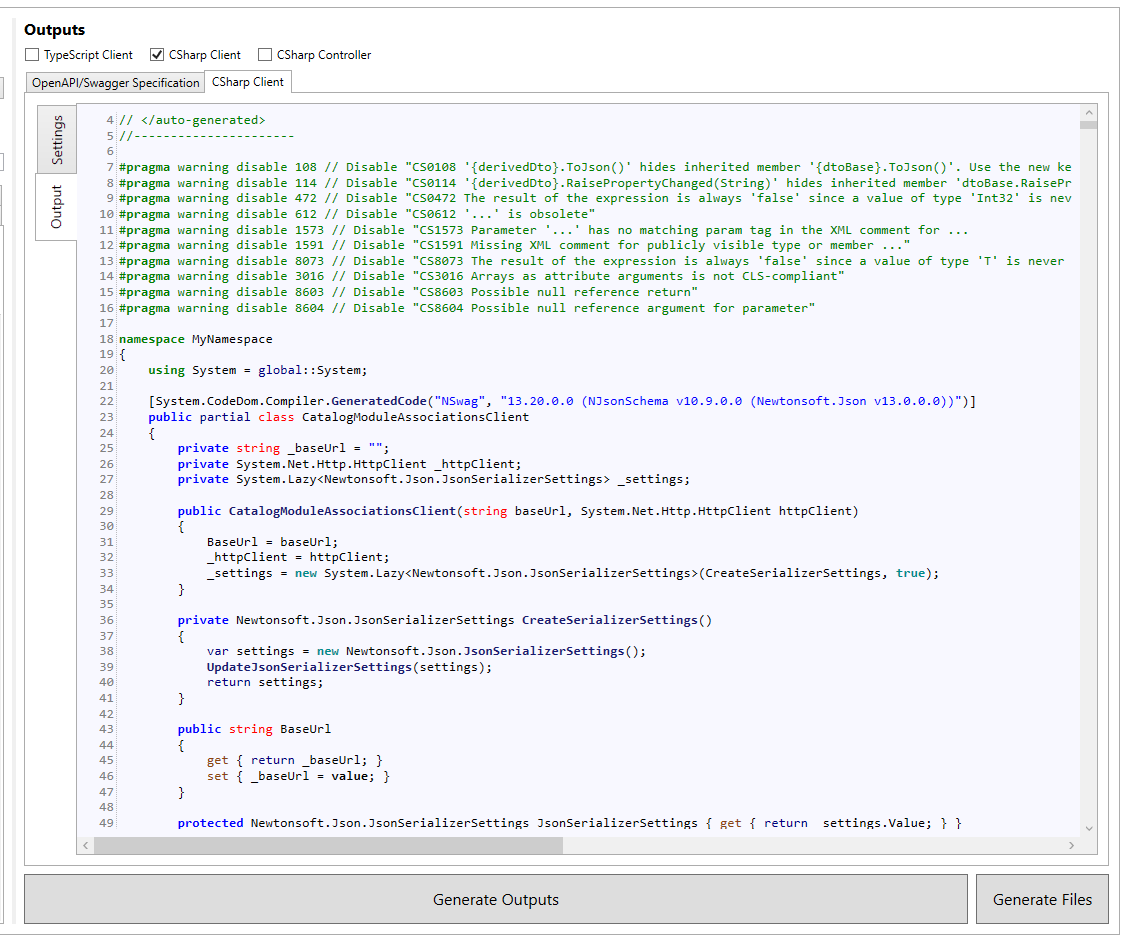 Outputs
TypeScript Client CSharp Client CSharp Controller
OpenAPI/Swagger Specification CSharp Client
Settings
Output
4 // </auto-generated>
5 //----------------------
6
7 #pragma warning disable 108 // Disable "CS0108 '{derivedDto}.ToJson()' hides inherited member '{dtoBase}.ToJson()'. Use the new ke
8 #pragma warning disable 114 // Disable "CS0114 '{derivedDto}.RaisePropertyChanged(String)' hides inherited member 'dtoBase.RaisePr
9 #pragma warning disable 472 // Disable "CS0472 The result of the expression is always 'false' since a value of type 'Int32' is nev
10 #pragma warning disable 612 // Disable "CS0612 '...' is obsolete"
11 #pragma warning disable 1573 // Disable "CS1573 Parameter '...' has no matching param tag in the XML comment for ...
12 #pragma warning disable 1591 // Disable "CS1591 Missing XML comment for publicly visible type or member ..."
13 #pragma warning disable 8073 // Disable "CS8073 The result of the expression is always 'false' since a value of type 'T' is never
14 #pragma warning disable 3016 // Disable "CS3016 Arrays as attribute arguments is not CLS-compliant"
15 #pragma warning disable 8603 // Disable "CS8603 Possible null reference return"
16 #pragma warning disable 8604 // Disable "CS8604 Possible null reference argument for parameter"
17
18 namespace MyNamespace
19 {
20     using System = global::System;
21
22     [System.CodeDom.Compiler.GeneratedCode("NSwag", "13.20.0.0 (NJsonSchema v10.9.0.0 (Newtonsoft.Json v13.0.0.0))")]
23     public partial class CatalogModuleAssociationsClient
24     {
25         private string _baseUrl = "";
26         private System.Net.Http.HttpClient _httpClient;
27         private System.Lazy<Newtonsoft.Json.JsonSerializerSettings> _settings;
28
29         public CatalogModuleAssociationsClient(string baseUrl, System.Net.Http.HttpClient httpClient)
30         {
31             BaseUrl = baseUrl;
32             _httpClient = httpClient;
33             _settings = new System.Lazy<Newtonsoft.Json.JsonSerializerSettings>(CreateSerializerSettings, true);
34         }
35
36         private Newtonsoft.Json.JsonSerializerSettings CreateSerializerSettings()
37         {
38             var settings = new Newtonsoft.Json.JsonSerializerSettings();
39             UpdateJsonSerializerSettings(settings);
40             return settings;
41         }
42
43         public string BaseUrl
44         {
45             get { return _baseUrl; }
46             set { _baseUrl = value; }
47         }
48
49         protected Newtonsoft.Json.JsonSerializerSettings JsonSerializerSettings { get { return _settings.Value; } }
Generate Outputs
Generate Files